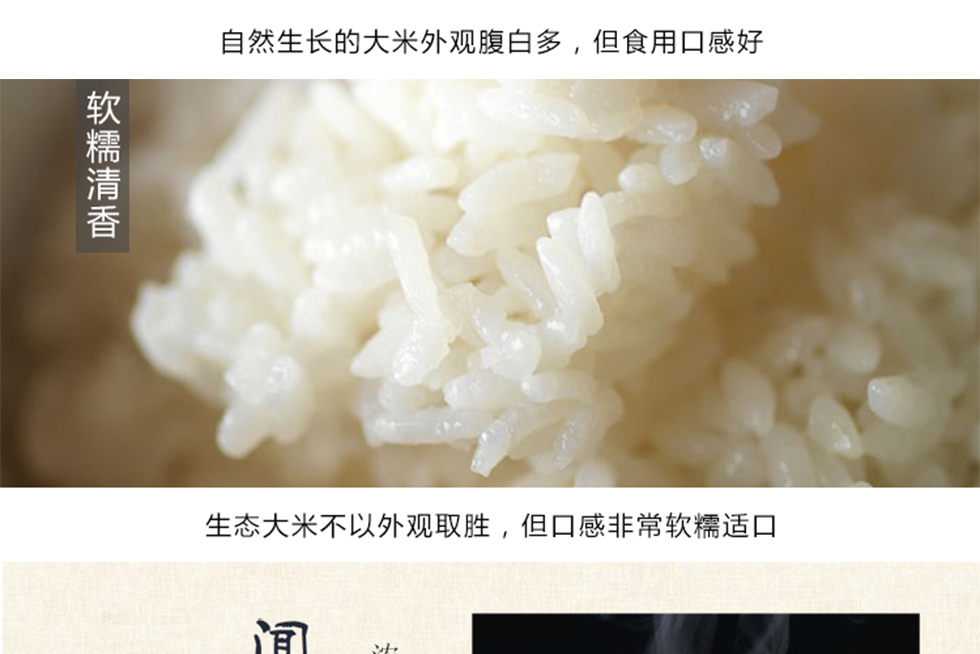 自然生长的大米外观腹白多，但食用口感好
软糯清香
生态大米不以外观取胜，但口感非常软糯适口
闻